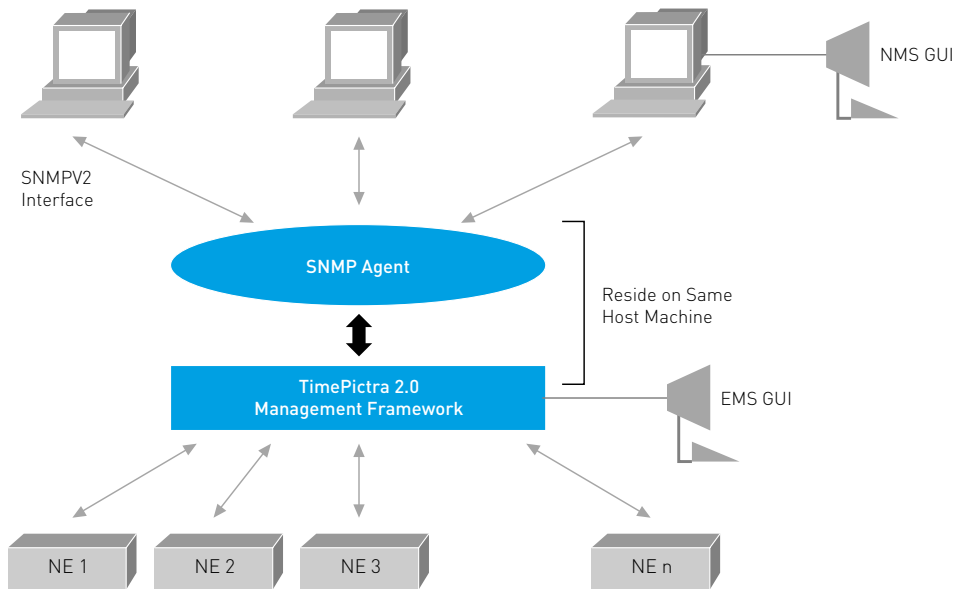 NMS GUI
SNMPV2
Interface
SNMP Agent
Reside on Same
Host Machine
TimePictra 2.0
Management Framework
EMS GUI
NE 1
NE 2
NE 3
NE n